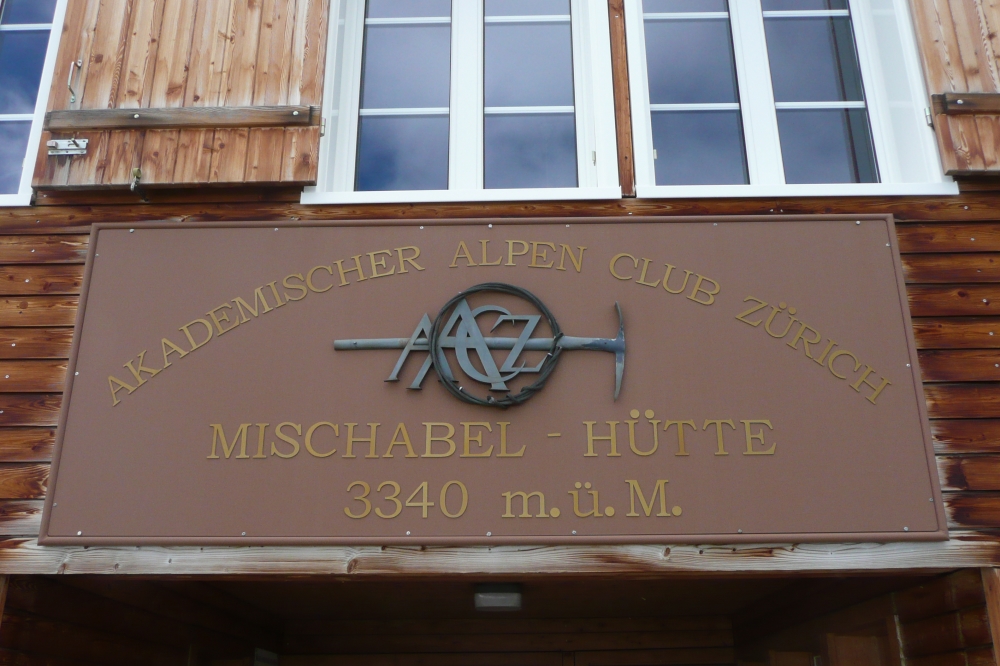 AKADEMISCHER ALPEN CLUB ZÜRICH
AACZ
MISCHABEL - HÜTTE
3340 m.ü.M.